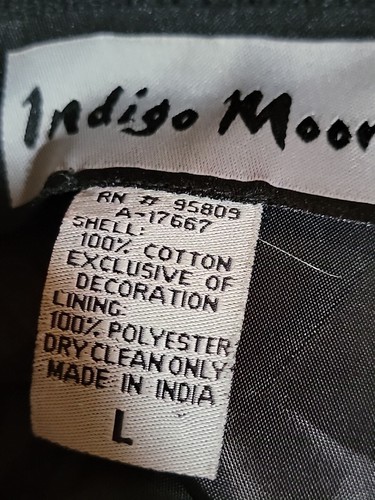 Indigo Moon
RN # 95809
A-17667
SHELL:
100% COTTON
EXCLUSIVE OF
DECORATION
LINING:
100% POLYESTER
DRY CLEAN ONLY
MADE IN INDIA
L